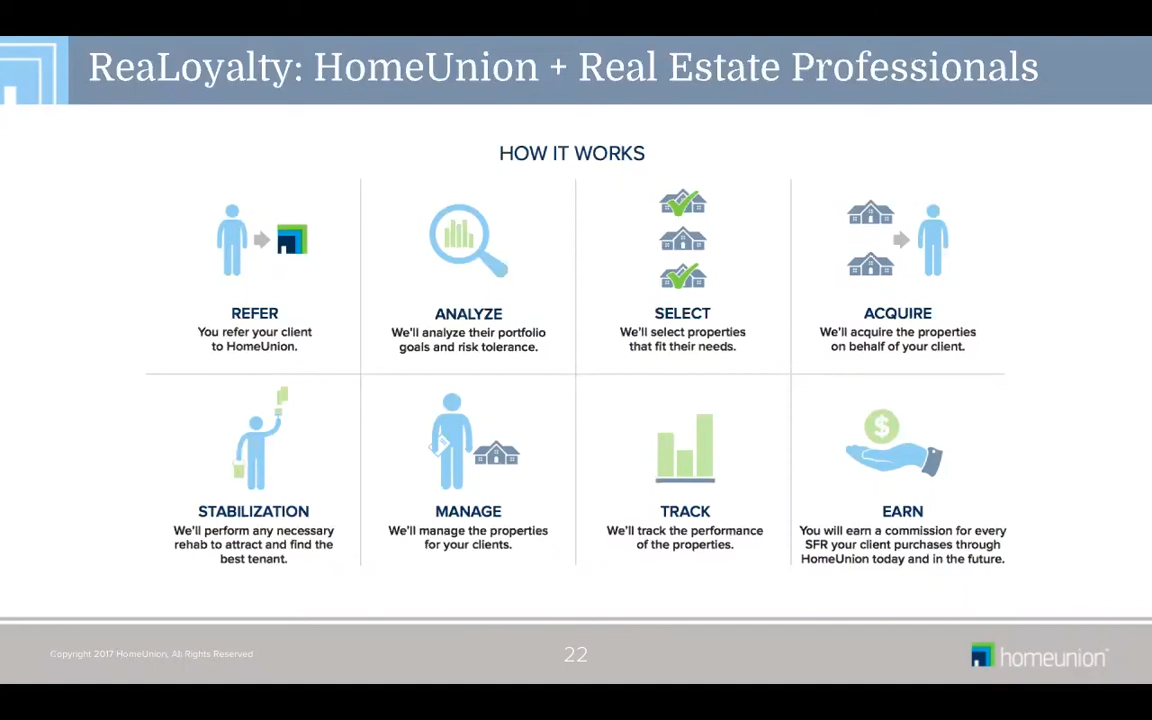 ReaLoyalty: HomeUnion + Real Estate Professionals
HOW IT WORKS
REFER
You refer your client
to HomeUnion.
ANALYZE
We'll analyze their portfolio
goals and risk tolerance.
SELECT
We'll select properties
that fit their needs.
ACQUIRE
We'll acquire the properties
on behalf of your client.
STABILIZATION
We'll perform any necessary
rehab to attract and find the
best tenant.
MANAGE
We'll manage the properties
for your clients.
TRACK
We'll track the performance
of the properties.
$
EARN
You will earn a commission for every
SFR your client purchases through
HomeUnion today and in the future.
Copyright 2017 HomeUnion, All Rights Reserved
22
homeunion™